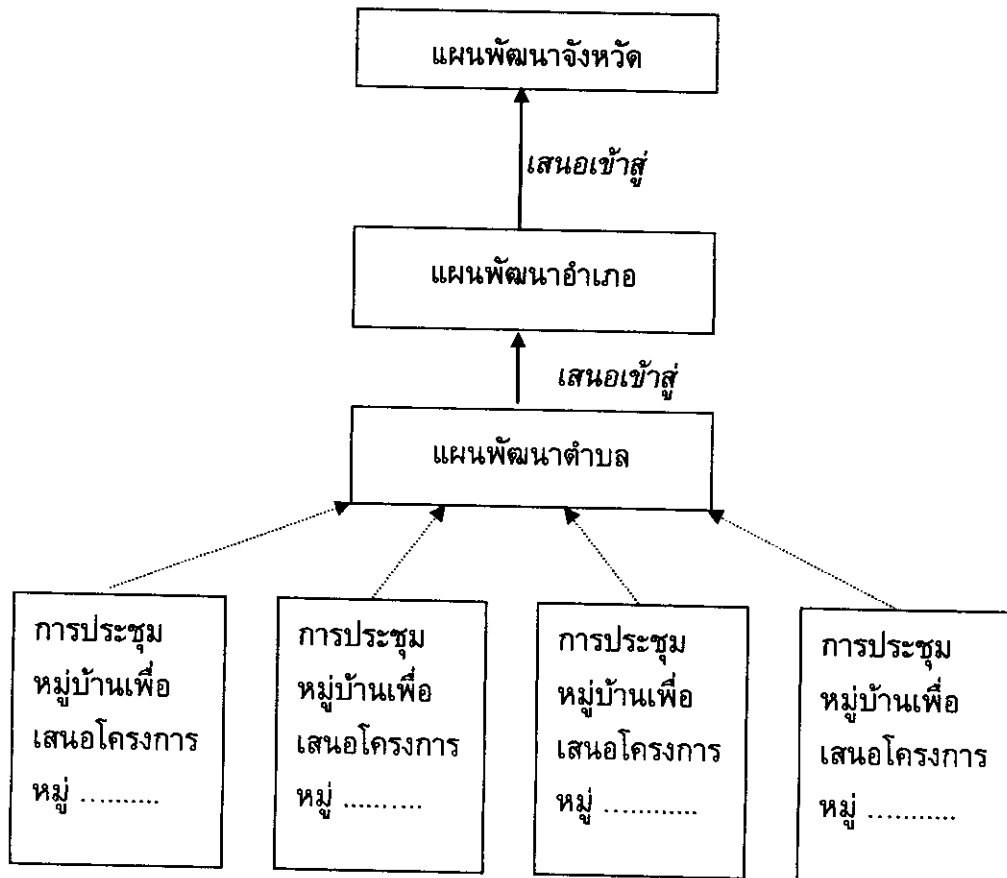 แผนพัฒนาจังหวัด
เสนอเข้าสู่
แผนพัฒนาอำเภอ
เสนอเข้าสู่
แผนพัฒนาตำบล
การประชุม
หมู่บ้านเพื่อ
เสนอโครงการ
หมู่ ...........
การประชุม
หมู่บ้านเพื่อ
เสนอโครงการ
หมู่ ..........
การประชุม
หมู่บ้านเพื่อ
เสนอโครงการ
หมู่ ............
การประชุม
หมู่บ้านเพื่อ
เสนอโครงการ
หมู่ ...........